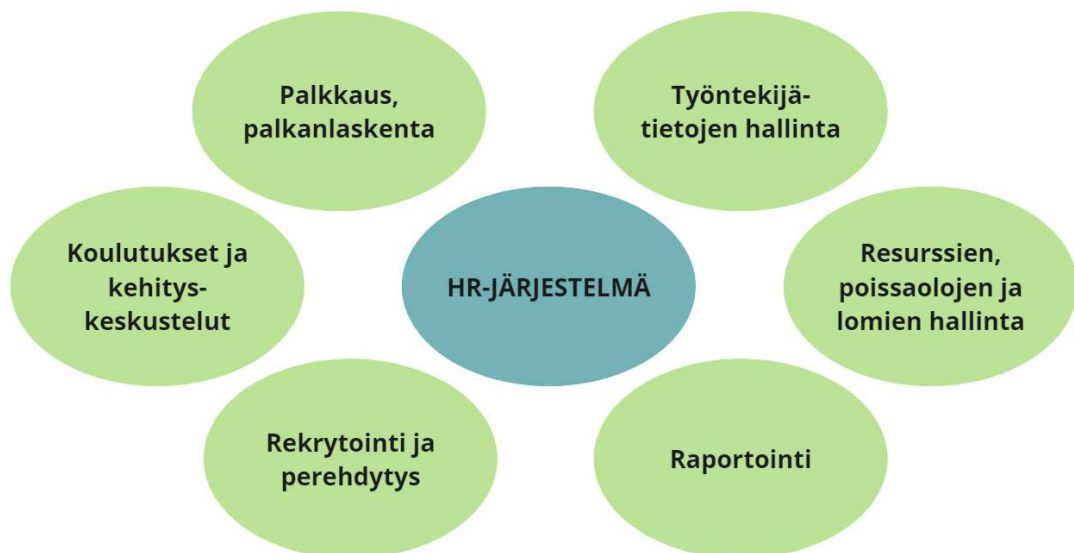 Palkkaus,
palkanlaskenta
Työntekijä-
tietojen hallinta
Koulutukset ja
kehitys-
keskustelut
HR-JÄRJESTELMÄ
Resurssien,
poissaolojen ja
lomien hallinta
Rekrytointi ja
perehdytys
Raportointi